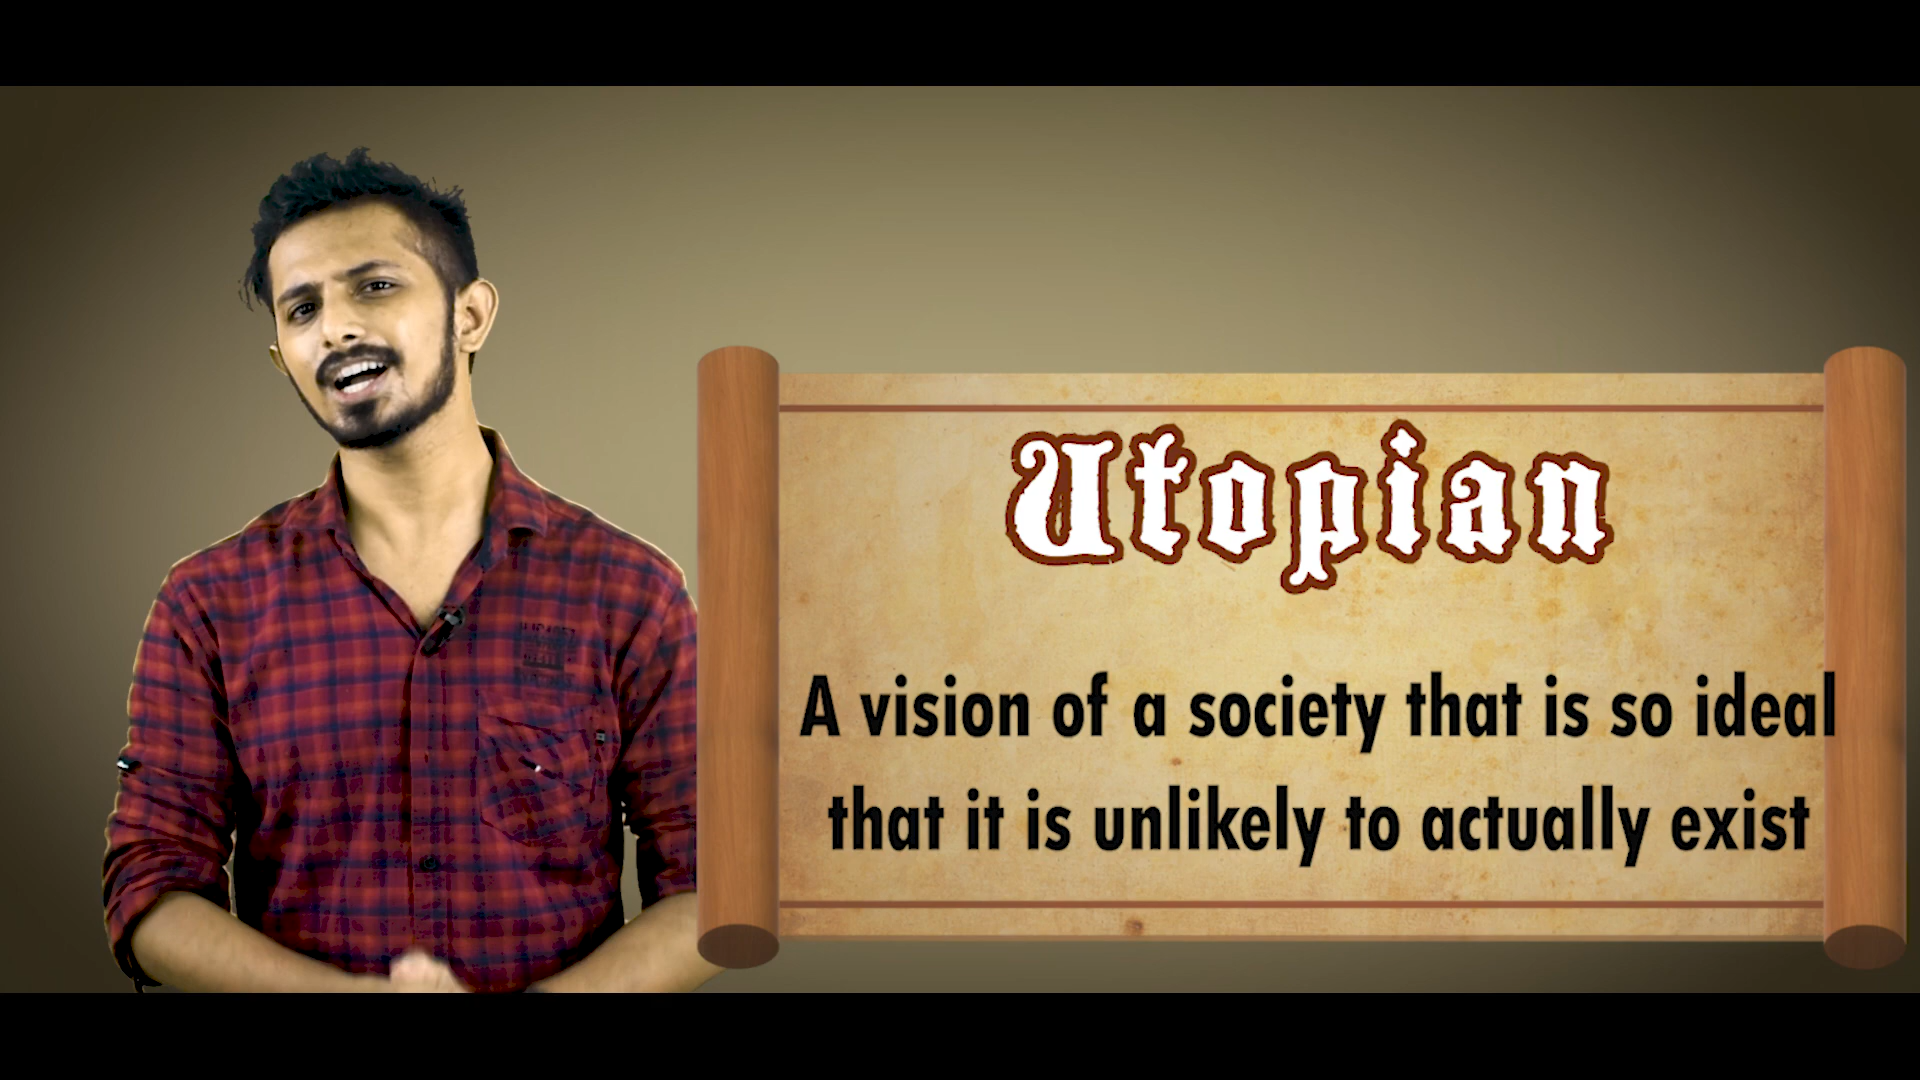 Utopian
A vision of a society that is so ideal
that it is unlikely to actually exist